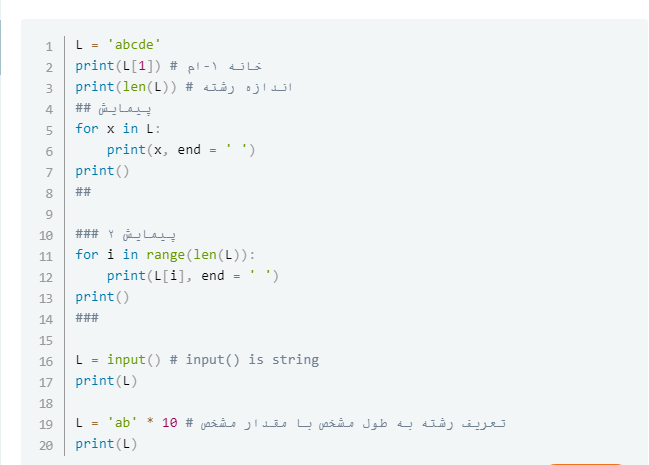 1 L = 'abcde'
2 print(L[1]) # خانه ۱-ام
3 print(len(L)) # اندازه رشته
4 ## پیمایش
5 for x in L:
6     print(x, end = ' ')
7 print()
8 ##
9
10 ### پیمایش ۲
11 for i in range(len(L)):
12     print(L[i], end = ' ')
13 print()
14 ###
15
16 L = input() # input() is string
17 print(L)
18
19 L = 'ab' * 10 # تعریف رشته به طول مشخص با مقدار مشخص
20 print(L)